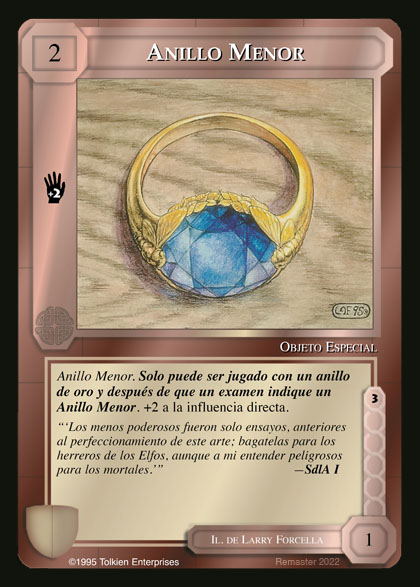 2
ANILLO MENOR
+2
LDF 95
OBJETO ESPECIAL
Anillo Menor. Solo puede ser jugado con un anillo
de oro y después de que un examen indique un
Anillo Menor. +2 a la influencia directa.
“‘Los menos poderosos fueron solo ensayos, anteriores
al perfeccionamiento de este arte; bagatelas para los
herreros de los Elfos, aunque a mi entender peligrosos
para los mortales.’” —SdlA I
3
IL. DE LARRY FORCELLA
1
©1995 Tolkien Enterprises
Remaster 2022